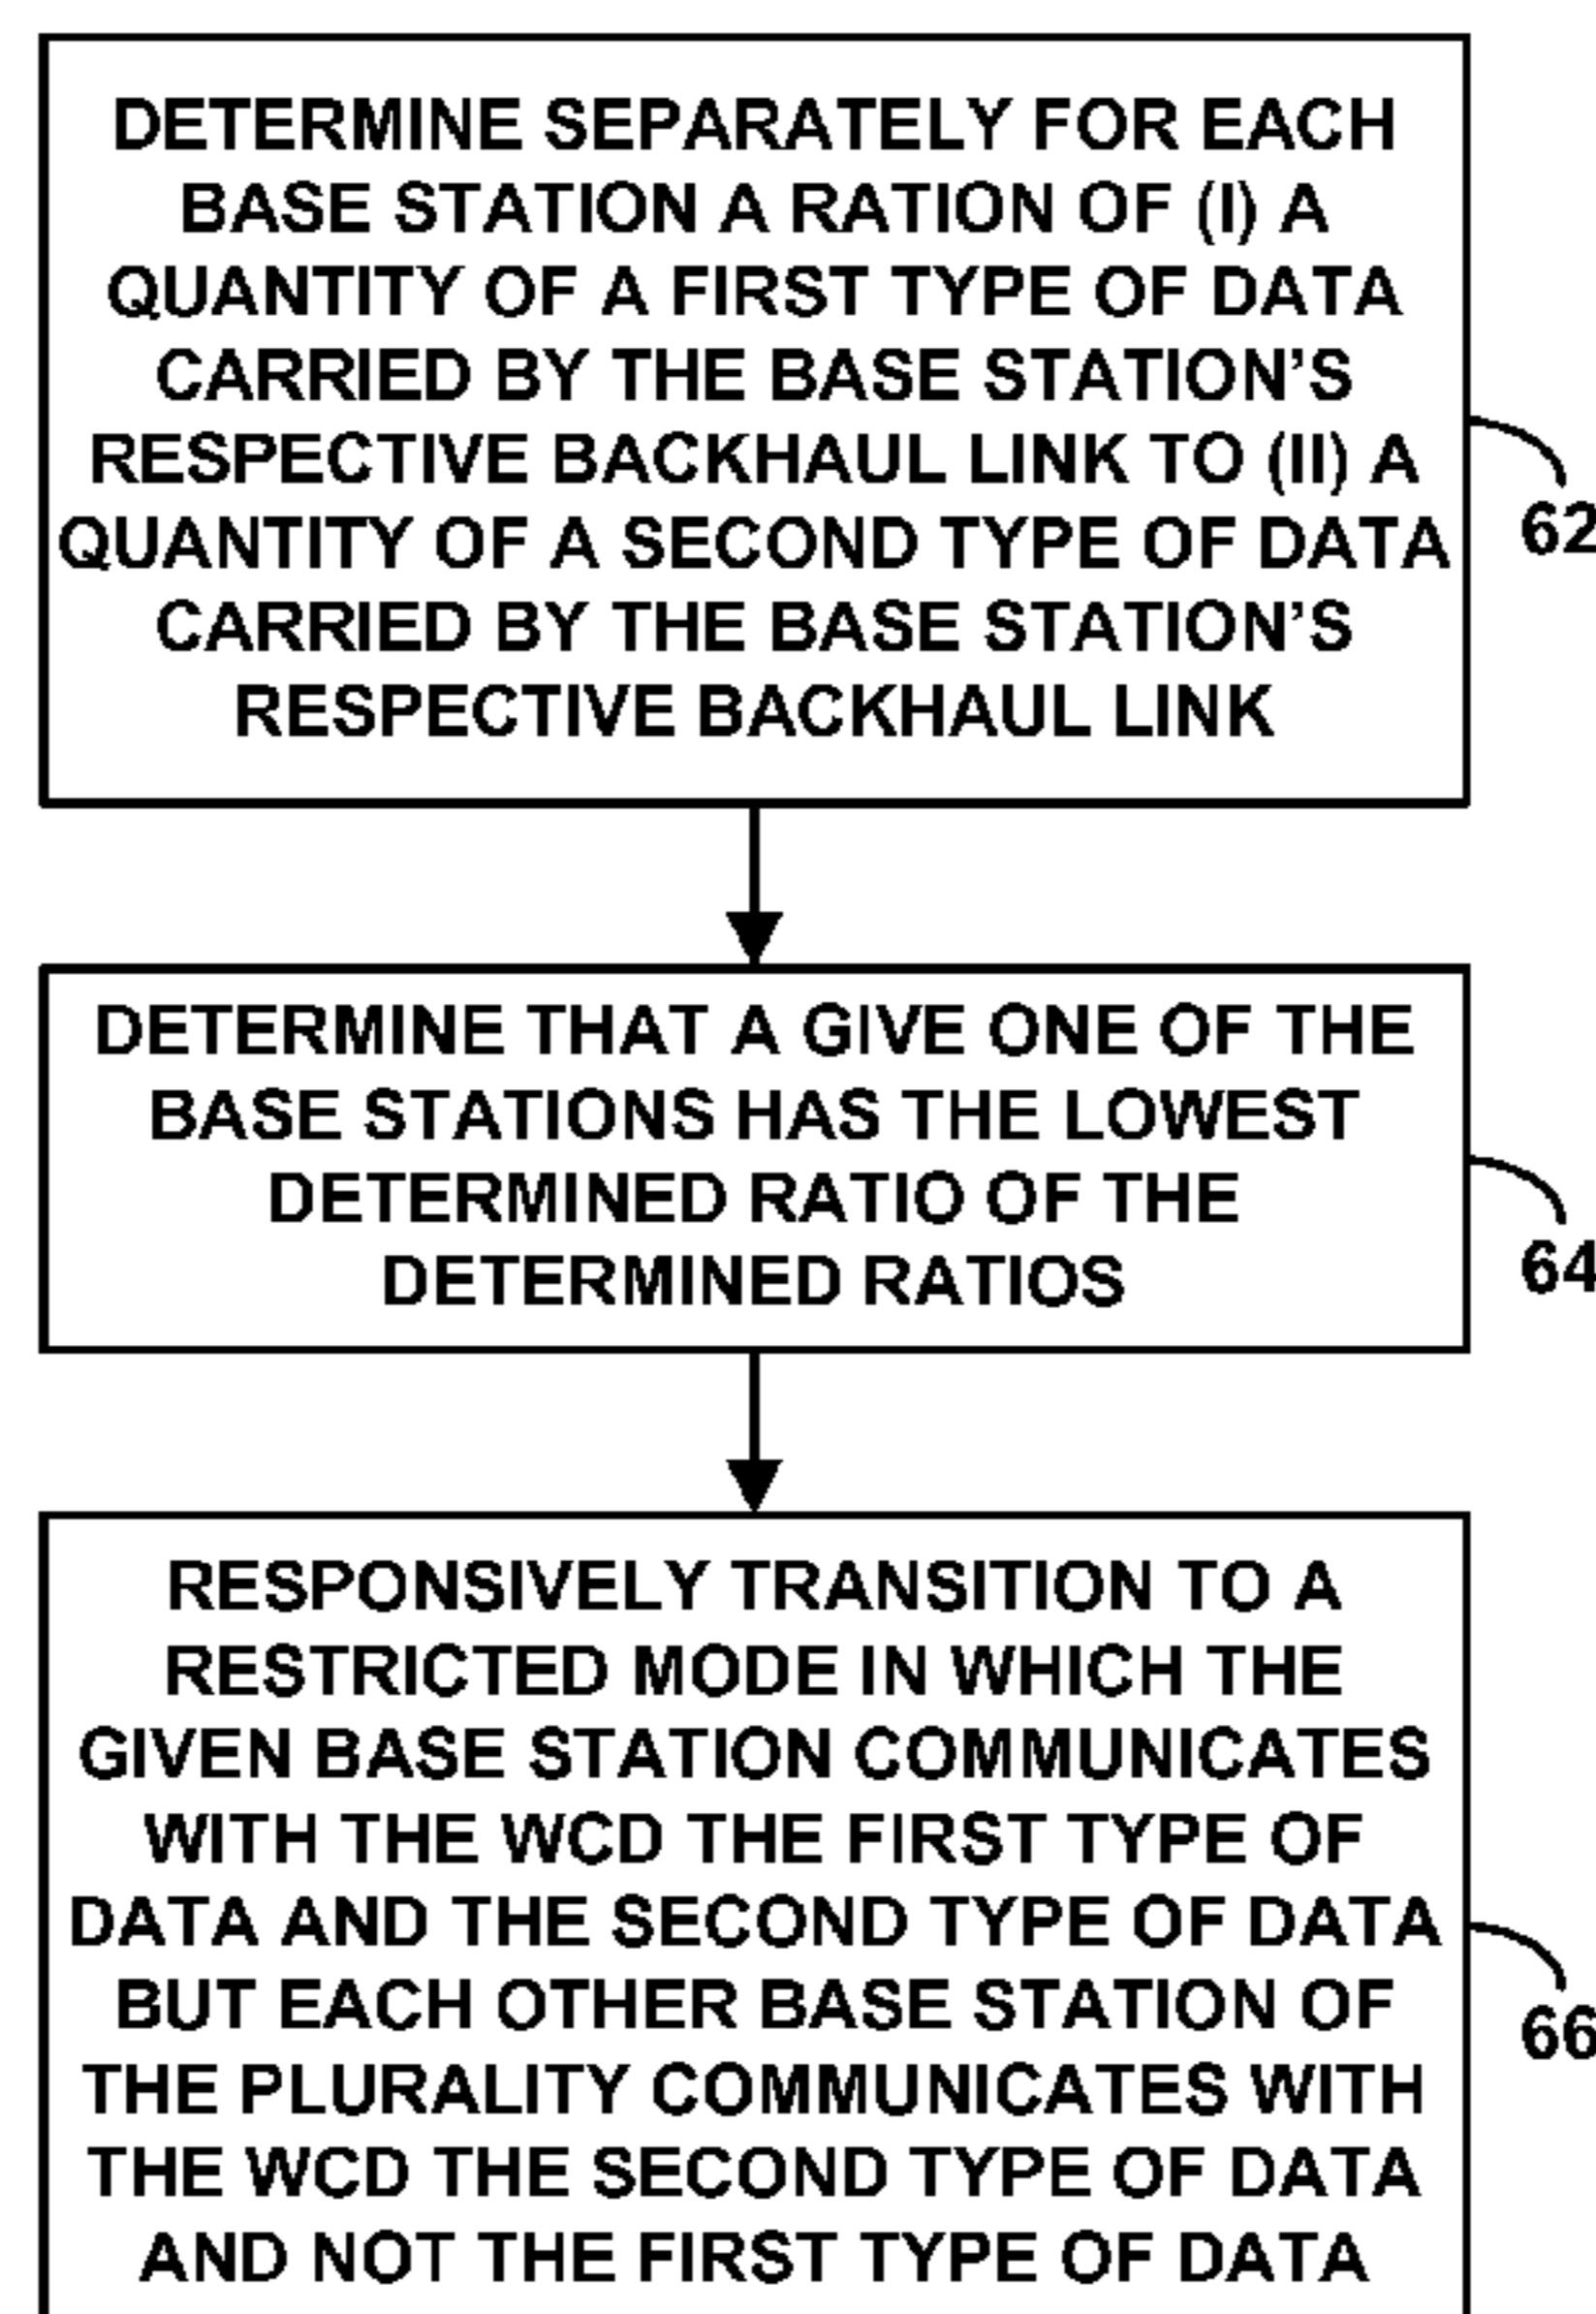 DETERMINE SEPARATELY FOR EACH
BASE STATION A RATION OF (I) A
QUANTITY OF A FIRST TYPE OF DATA
CARRIED BY THE BASE STATION'S
RESPECTIVE BACKHAUL LINK TO (II) A
QUANTITY OF A SECOND TYPE OF DATA
CARRIED BY THE BASE STATION'S
RESPECTIVE BACKHAUL LINK
62
DETERMINE THAT A GIVE ONE OF THE
BASE STATIONS HAS THE LOWEST
DETERMINED RATIO OF THE
DETERMINED RATIOS
64
RESPONSIVELY TRANSITION TO A
RESTRICTED MODE IN WHICH THE
GIVEN BASE STATION COMMUNICATES
WITH THE WCD THE FIRST TYPE OF
DATA AND THE SECOND TYPE OF DATA
BUT EACH OTHER BASE STATION OF
THE PLURALITY COMMUNICATES WITH
THE WCD THE SECOND TYPE OF DATA
AND NOT THE FIRST TYPE OF DATA
66